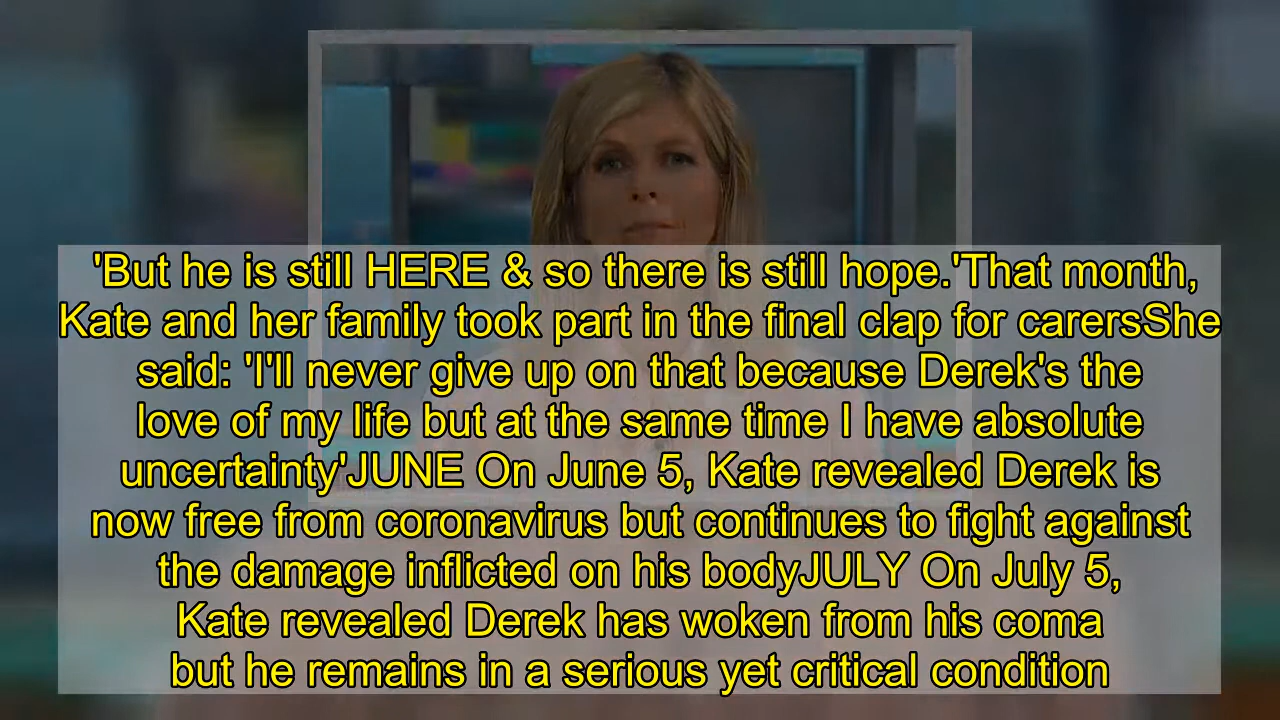 'But he is still HERE & so there is still hope.'That month,
Kate and her family took part in the final clap for carersShe
said: 'I'll never give up on that because Derek's the
love of my life but at the same time I have absolute
uncertainty'JUNE On June 5, Kate revealed Derek is
now free from coronavirus but continues to fight against
the damage inflicted on his bodyJULY On July 5,
Kate revealed Derek has woken from his coma
but he remains in a serious yet critical condition